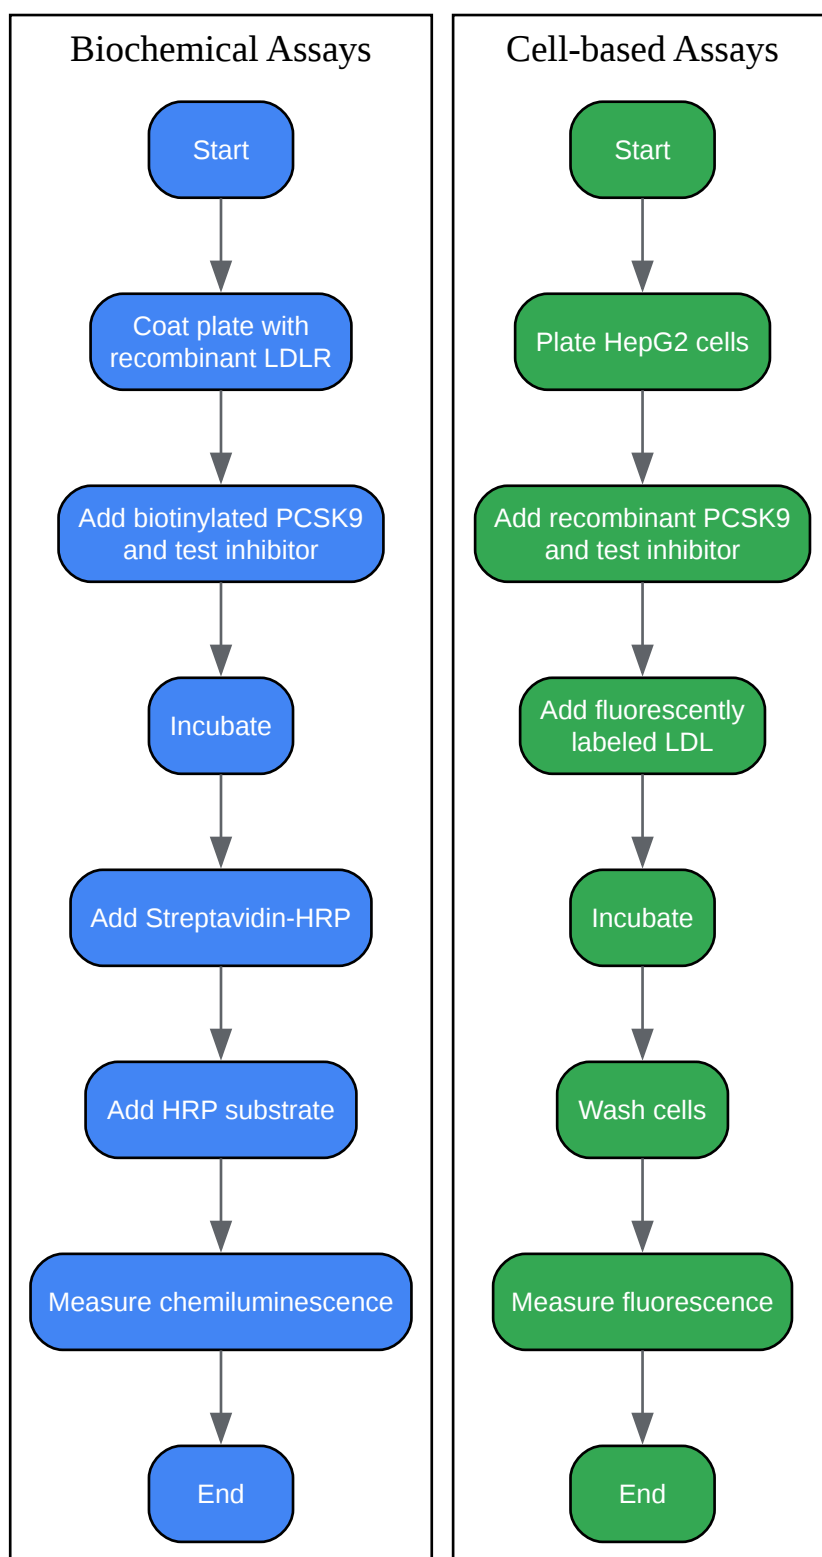 Biochemical Assays
Start
Coat plate with
recombinant LDLR
Add biotinylated PCSK9
and test inhibitor
Incubate
Add Streptavidin-HRP
Add HRP substrate
Measure chemiluminescence
End
Cell-based Assays
Start
Plate HepG2 cells
Add recombinant PCSK9
and test inhibitor
Add fluorescently
labeled LDL
Incubate
Wash cells
Measure fluorescence
End